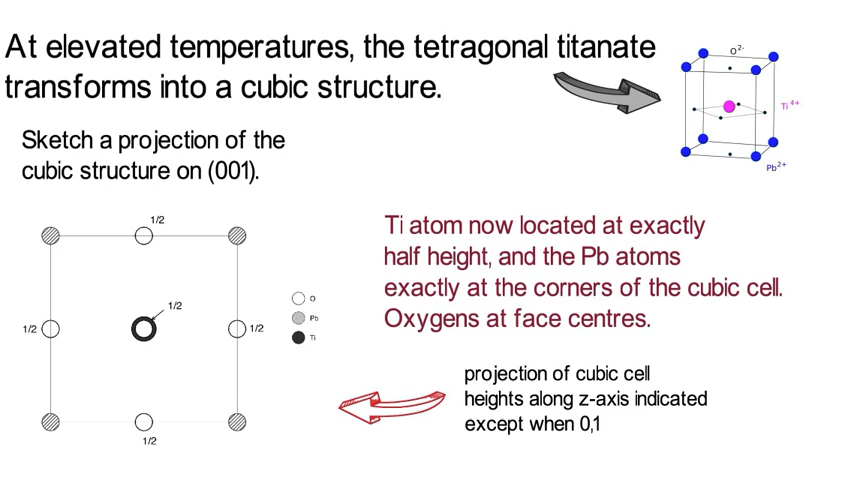 At elevated temperatures, the tetragonal titanate
transforms into a cubic structure.
O2-
Ti 4+
Pb2+
Sketch a projection of the
cubic structure on (001).
1/2
1/2
1/2
1/2
1/2
O
Pb
Ti
Ti atom now located at exactly
half height, and the Pb atoms
exactly at the corners of the cubic cell.
Oxygens at face centres.
projection of cubic cell
heights along z-axis indicated
except when 0,1